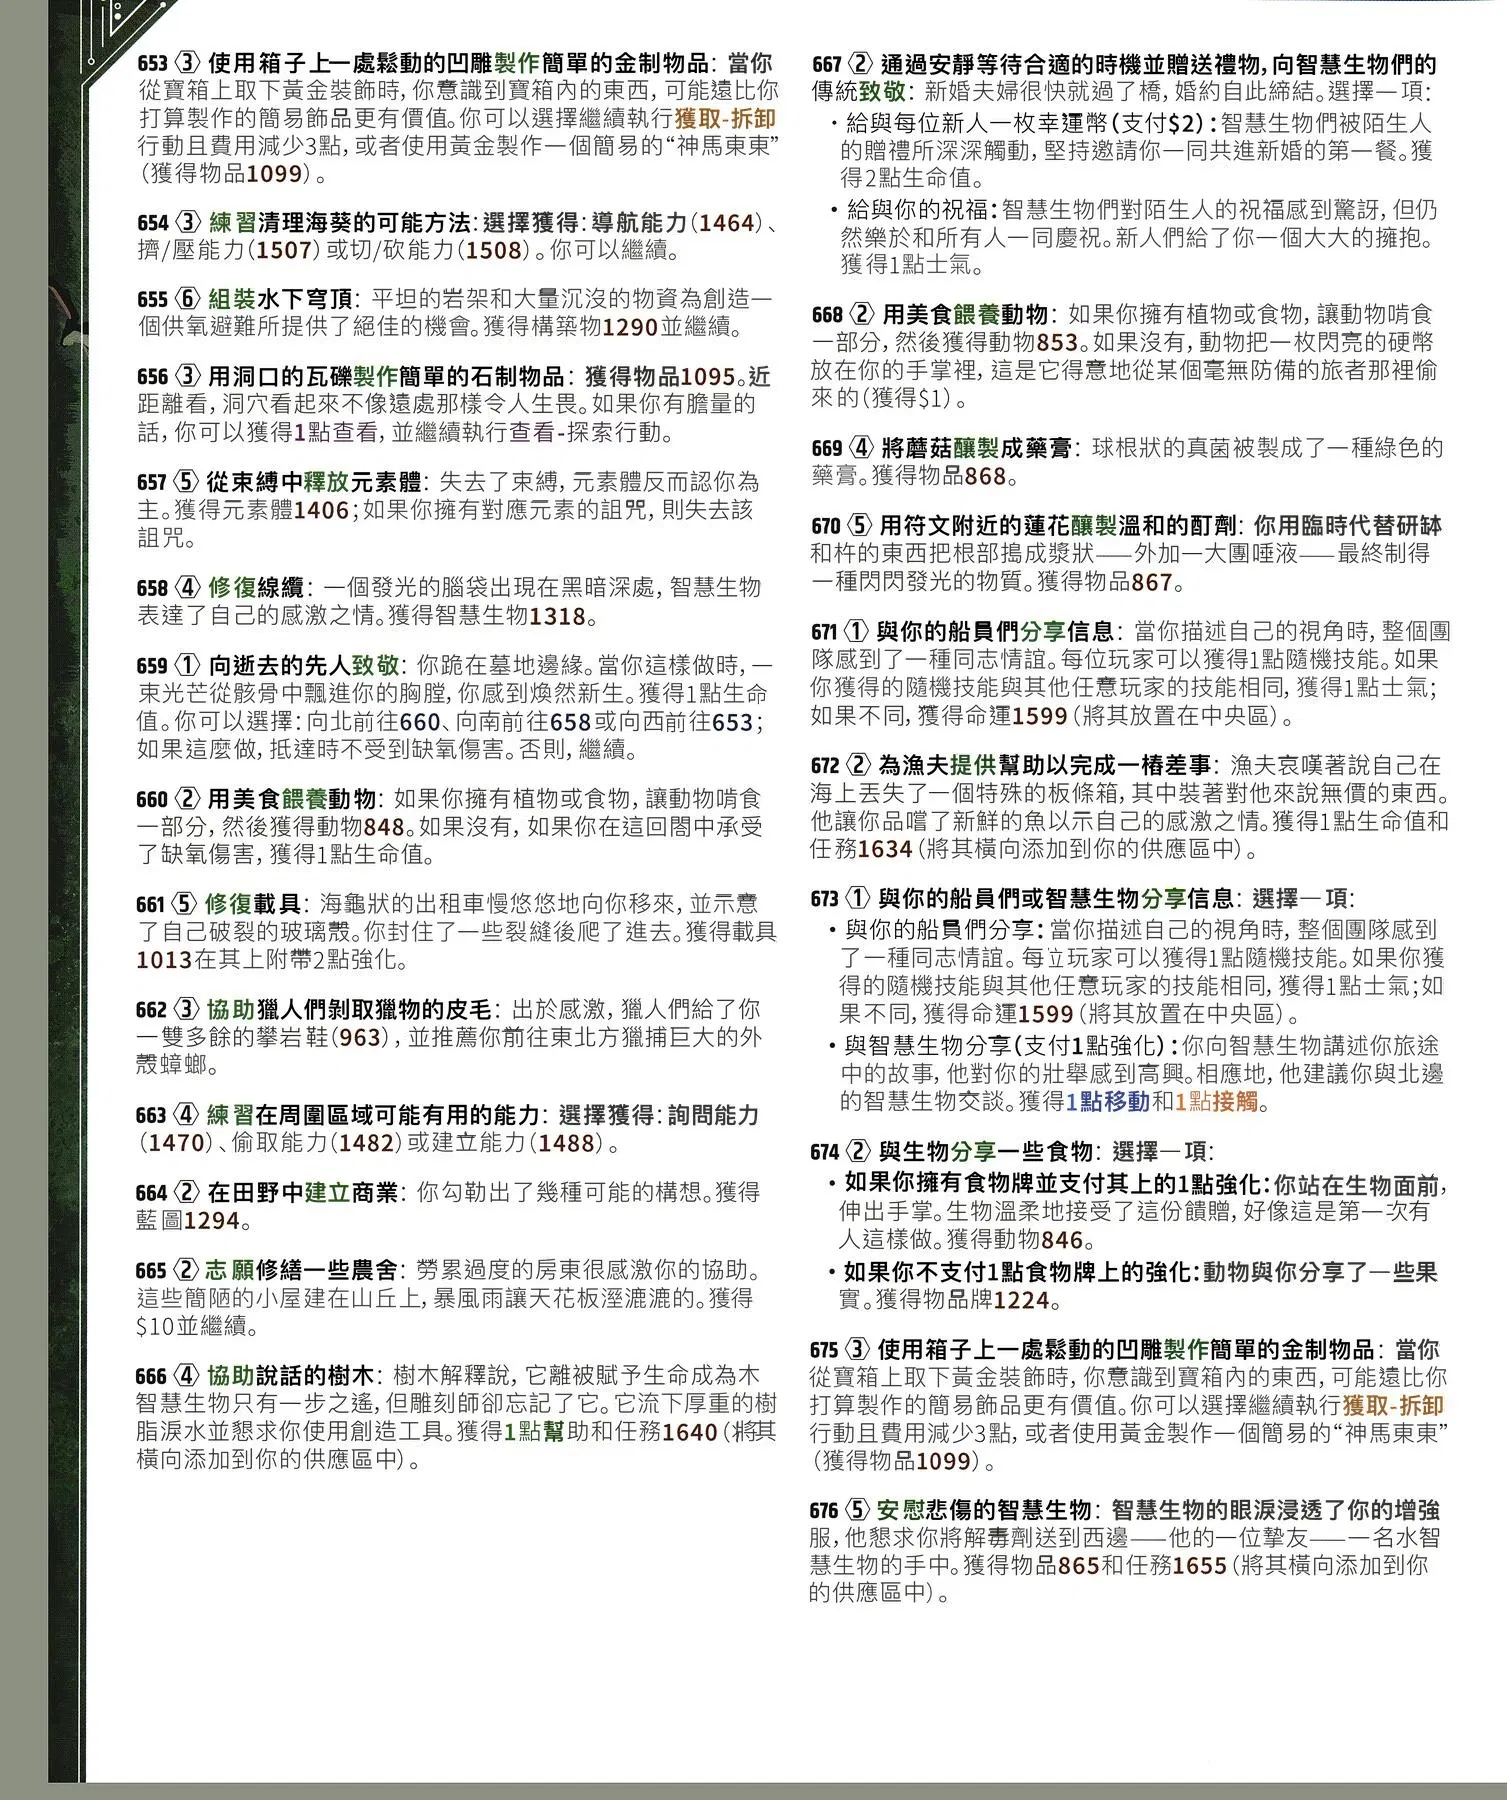 653 ③ 使用箱子上一處鬆動的凹雕製作簡單的金制物品：當你
從寶箱上取下黃金裝飾時，你意識到寶箱內的東西，可能遠比你
打算製作的簡易飾品更有價值。你可以選擇繼續執行獲取-拆卸
行動且費用減少3點，或者使用黃金製作一個簡易的“神馬東東”
（獲得物品1099）。
654 ③ 練習清理海葵的可能方法：選擇獲得：導航能力（1464）、
擠/壓能力（1507）或切/砍能力（1508）。你可以繼續。
655 ⑥ 組裝水下穹頂：平坦的岩架和大量沉沒的物資為創造一
個供氧避難所提供了絕佳的機會。獲得構築物1290並繼續。
656 ③ 用洞口的瓦礫製作簡單的石制物品：獲得物品1095。近
距離看，洞穴看起來不像遠處那樣令人生畏。如果你有膽量的
話，你可以獲得1點查看，並繼續執行查看-探索行動。
657 ⑤ 從束縛中釋放元素體：失去了束縛，元素體反而認你為
主。獲得元素體1406；如果你擁有對應元素的詛咒，則失去該
詛咒。
658 ④ 修復線纜：一個發光的腦袋出現在黑暗深處，智慧生物
表達了自己的感激之情。獲得智慧生物1318。
659 ① 向逝去的先人致敬：你跪在墓地邊緣。當你這樣做時，一
束光芒從骸骨中飄進你的胸膛，你感到煥然新生。獲得1點生命
值。你可以選擇：向北前往660、向南前往658或向西前往653；
如果這麼做，抵達時不受到缺氧傷害。否則，繼續。
660 ② 用美食餵養動物：如果你擁有植物或食物，讓動物啃食
一部分，然後獲得動物848。如果沒有，如果你在這回閤中承受
了缺氧傷害，獲得1點生命值。
661 ⑤ 修復載具：海龜狀的出租車慢悠悠地向你移來，並示意
了自己破裂的玻璃殼。你封住了一些裂縫後爬了進去。獲得載具
1013在其上附帶2點強化。
662 ③ 協助獵人們剝取獵物的皮毛：出於感激，獵人們給了你
一雙多餘的攀岩鞋（963），並推薦你前往東北方獵捕巨大的外
殼蟑螂。
663 ④ 練習在周圍區域可能有用的能力：選擇獲得：詢問能力
（1470）、偷取能力（1482）或建立能力（1488）。
664 ② 在田野中建立商業：你勾勒出了幾種可能的構想。獲得
藍圖1294。
665 ② 志願修繕一些農舍：勞累過度的房東很感激你的協助。
這些簡陋的小屋建在山丘上，暴風雨讓天花板溼漉漉的。獲得
$10並繼續。
666 ④ 協助說話的樹木：樹木解釋說，它離被賦予生命成為木
智慧生物只有一步之遙，但雕刻師卻忘記了它。它流下厚重的樹
脂淚水並懇求你使用創造工具。獲得1點幫助和任務1640（將其
橫向添加到你的供應區中）。
667 ② 通過安靜等待合適的時機並贈送禮物，向智慧生物們的
傳統致敬：新婚夫婦很快就過了橋，婚約自此締結。選擇一項：
・給與每位新人一枚幸運幣（支付$2）：智慧生物們被陌生人
的贈禮所深深觸動，堅持邀請你一同共進新婚的第一餐。獲
得2點生命值。
・給與你的祝福：智慧生物們對陌生人的祝福感到驚訝，但仍
然樂於和所有人一同慶祝。新人們給了你一個大大的擁抱。
獲得1點士氣。
668 ② 用美食餵養動物：如果你擁有植物或食物，讓動物啃食
一部分，然後獲得動物853。如果沒有，動物把一枚閃亮的硬幣
放在你的手掌裡，這是它得意地從某個毫無防備的旅者那裡偷
來的（獲得$1）。
669 ④ 將蘑菇釀製成藥膏：球根狀的真菌被製成了一種綠色的
藥膏。獲得物品868。
670 ⑤ 用符文附近的蓮花釀製溫和的酊劑：你用臨時代替研缽
和杵的東西把根部搗成漿狀——外加一大團唾液——最終制得
一種閃閃發光的物質。獲得物品867。
671 ① 與你的船員們分享信息：當你描述自己的視角時，整個團
隊感到了一種同志情誼。每位玩家可以獲得1點隨機技能。如果
你獲得的隨機技能與其他任意玩家的技能相同，獲得1點士氣；
如果不同，獲得命運1599（將其放置在中央區）。
672 ② 為漁夫提供幫助以完成一樁差事：漁夫哀嘆著說自己在
海上丟失了一個特殊的板條箱，其中裝著對他來說無價的東西。
他讓你品嚐了新鮮的魚以示自己的感激之情。獲得1點生命值和
任務1634（將其橫向添加到你的供應區中）。
673 ① 與你的船員們或智慧生物分享信息：選擇一項：
・與你的船員們分享：當你描述自己的視角時，整個團隊感到
了一種同志情誼。每立玩家可以獲得1點隨機技能。如果你獲
得的隨機技能與其他任意玩家的技能相同，獲得1點士氣；如
果不同，獲得命運1599（將其放置在中央區）。
・與智慧生物分享（支付1點強化）：你向智慧生物講述你旅途
中的故事，他對你的壯舉感到高興。相應地，他建議你與北邊
的智慧生物交談。獲得1點移動和1點接觸。
674 ② 與生物分享一些食物：選擇一項：
・如果你擁有食物牌並支付其上的1點強化：你站在生物面前，
伸出手掌。生物溫柔地接受了這份饋贈，好像這是第一次有
人這樣做。獲得動物846。
・如果你不支付1點食物牌上的強化：動物與你分享了一些果
實。獲得物品牌1224。
675 ③ 使用箱子上一處鬆動的凹雕製作簡單的金制物品：當你
從寶箱上取下黃金裝飾時，你意識到寶箱內的東西，可能遠比你
打算製作的簡易飾品更有價值。你可以選擇繼續執行獲取-拆卸
行動且費用減少3點，或者使用黃金製作一個簡易的“神馬東東”
（獲得物品1099）。
676 ⑤ 安慰悲傷的智慧生物：智慧生物的眼淚浸透了你的增強
服，他懇求你將解毒劑送到西邊——他的一位摯友——一名水智
慧生物的手中。獲得物品865和任務1655（將其橫向添加到你
的供應區中）。